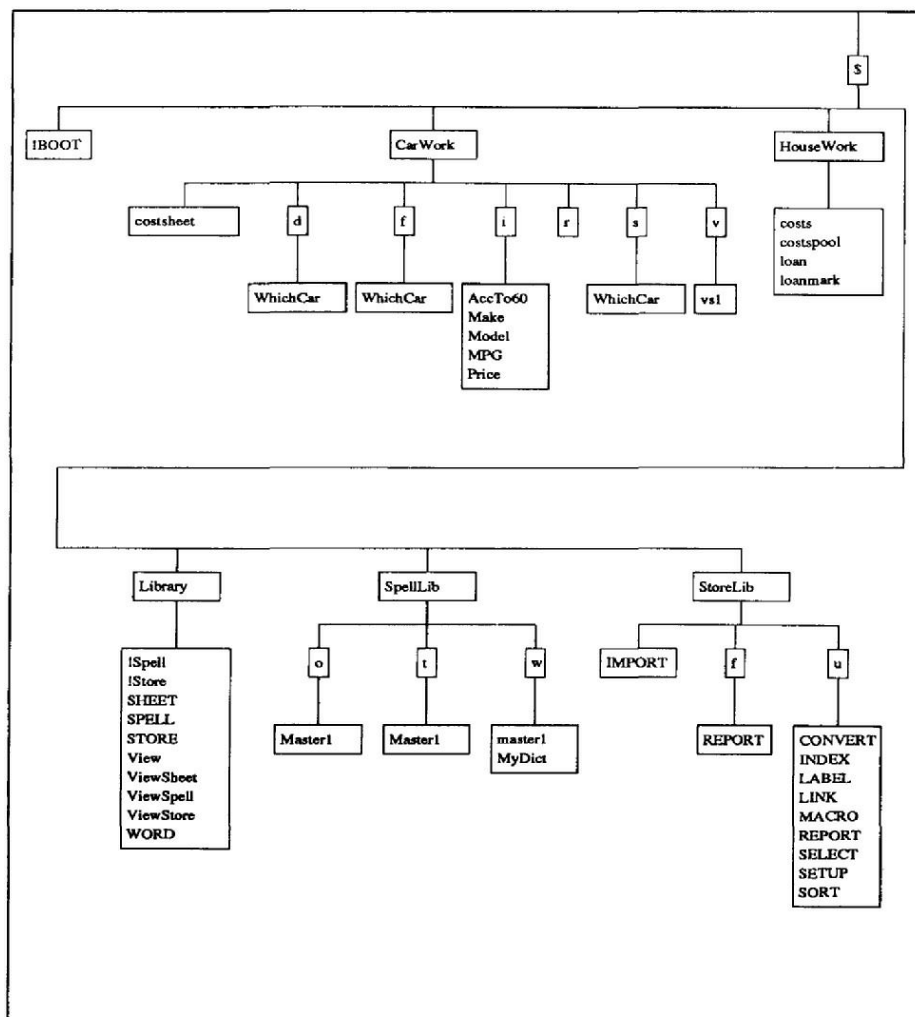 $
!BOOT
CarWork
HouseWork
costsheet
d
f
i
r
s
v
costs
costspool
loan
loanmark
WhichCar
WhichCar
AccTo60
Make
Model
MPG
Price
WhichCar
vs1
Library
SpellLib
StoreLib
!Spell
!Store
SHEET
SPELL
STORE
View
ViewSheet
ViewSpell
ViewStore
WORD
o
t
w
IMPORT
f
u
Master1
Master1
master1
MyDict
REPORT
CONVERT
INDEX
LABEL
LINK
MACRO
REPORT
SELECT
SETUP
SORT